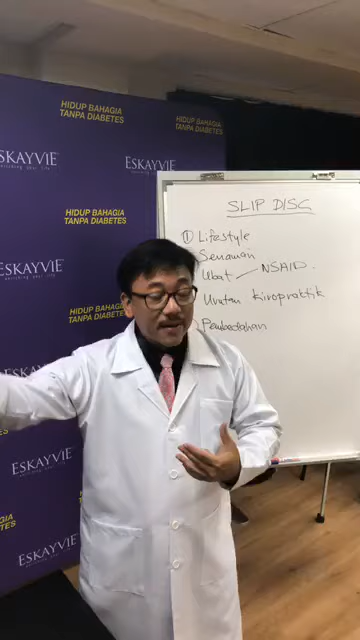 HIDUP BAHAGIA
TANPA DIABETES
HIDUP BAHAGIA
TANPA DIABETES
ESKAYVIE
ESKAYVIE
HIDUP BAHAGIA
TANPA DIABETES
ESKAYVIE
HIDUP BAHAGIA
TANPA DIABETES
ESKAYVIE
ESKAYVIE
SLIP DISC
① Lifestyle
Senaman
Ubat — NSAID.
Urutan Kiropraktik
Pembedahan